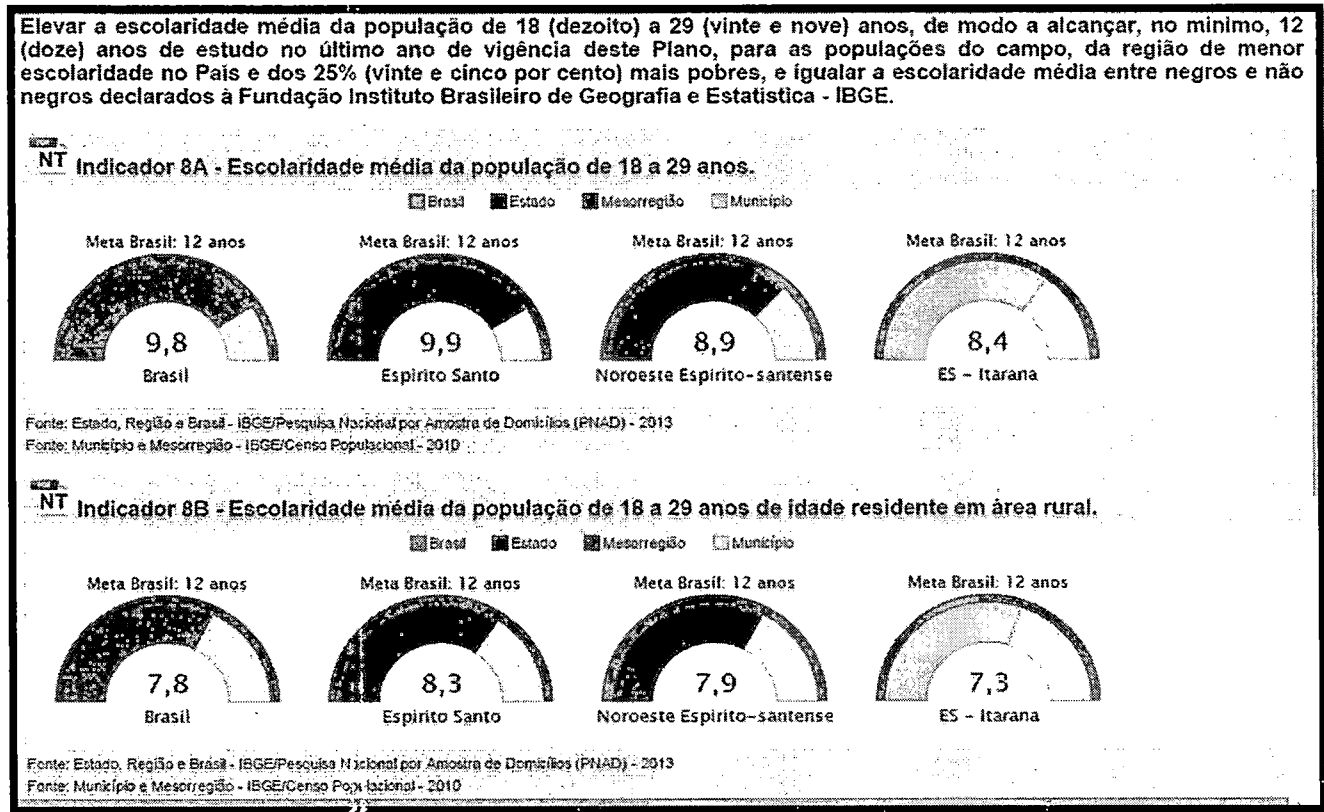 Elevar a escolaridade média da população de 18 (dezoito) a 29 (vinte e nove) anos, de modo a alcançar, no minimo, 12
(doze) anos de estudo no último ano de vigência deste Plano, para as populações do campo, da região de menor
escolaridade no País e dos 25% (vinte e cinco por cento) mais pobres, e igualar a escolaridade média entre negros e não
negros declarados à Fundação Instituto Brasileiro de Geografia e Estatistica - IBGE.
NT Indicador 8A - Escolaridade média da população de 18 a 29 anos.
Brasil Estado Mesorregião Município
Meta Brasil: 12 anos Meta Brasil: 12 anos Meta Brasil: 12 anos Meta Brasil: 12 anos
9,8 9,9 8,9 8,4
Brasil Espirito Santo Noroeste Espirito-santense ES - Itarana
Fonte: Estado, Região e Brasil - IBGE/Pesquisa Nacional por Amostra de Domicílios (PNAD) - 2013
Fonte: Município e Mesorregião - IBGE/Censo Populacional - 2010
NT Indicador 8B - Escolaridade média da população de 18 a 29 anos de idade residente em área rural.
Brasil Estado Mesorregião Município
Meta Brasil: 12 anos Meta Brasil: 12 anos Meta Brasil: 12 anos Meta Brasil: 12 anos
7,8 8,3 7,9 7,3
Brasil Espirito Santo Noroeste Espirito-santense ES - Itarana
Fonte: Estado, Região e Brasil - IBGE/Pesquisa Nacional por Amostra de Domicílios (PNAD) - 2013
Fonte: Município e Mesorregião - IBGE/Censo Populacional - 2010